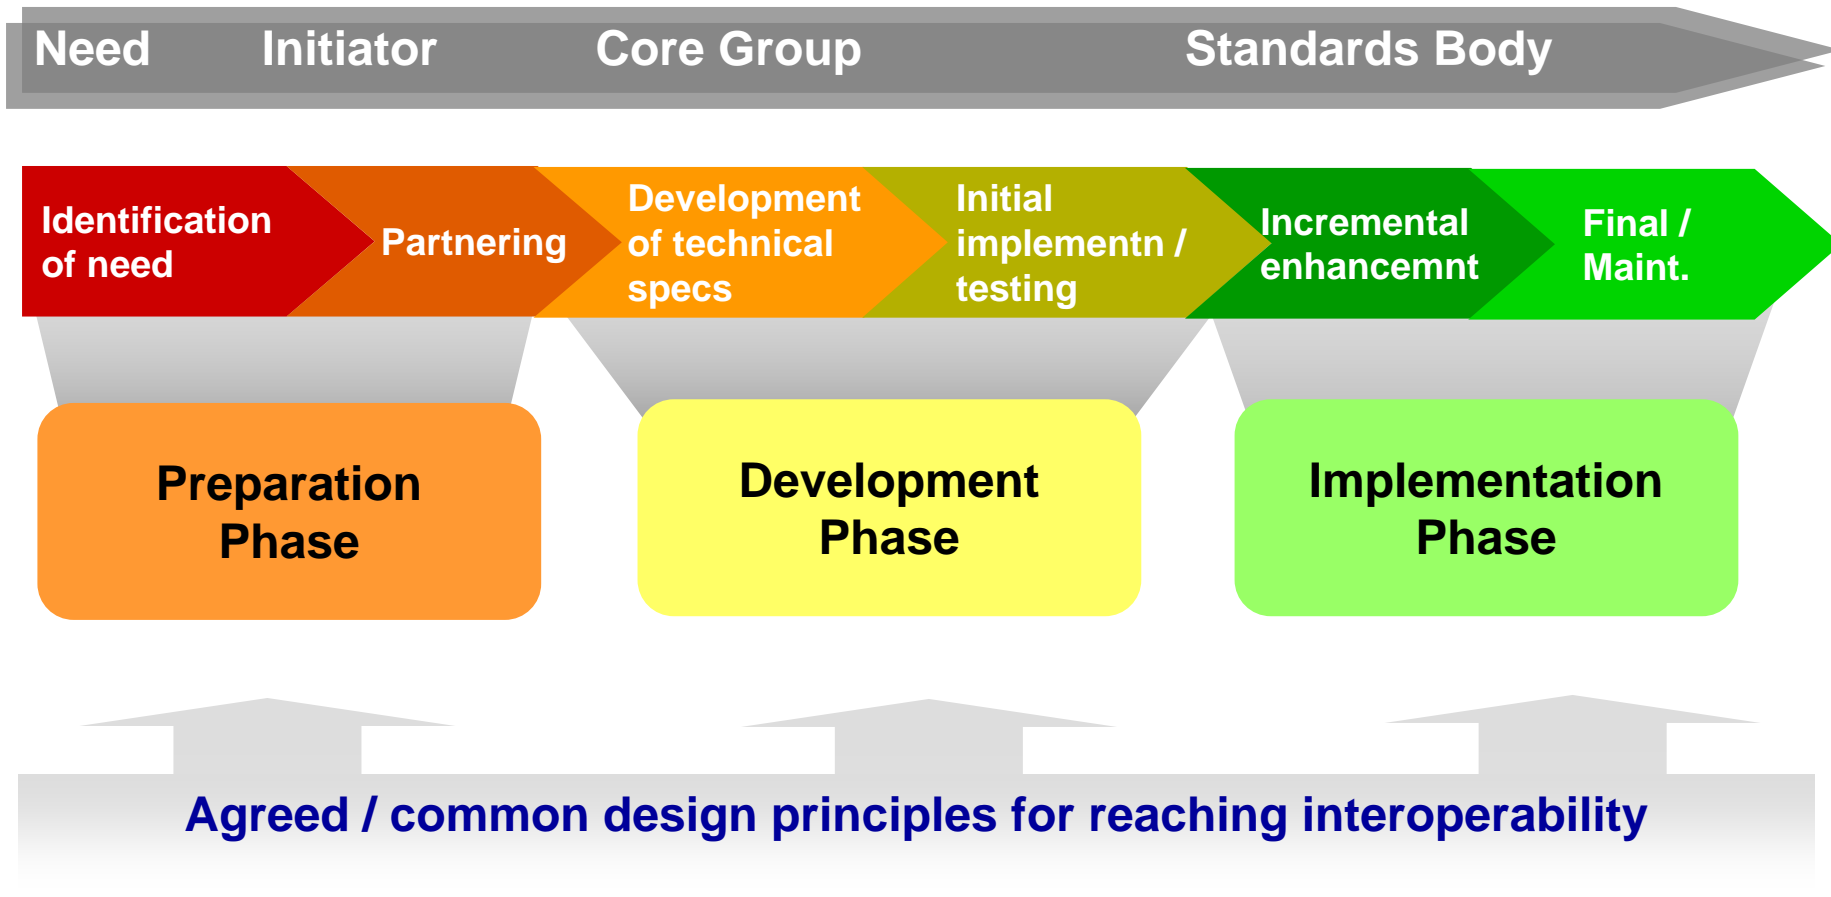 Need Initiator Core Group Standards Body
Identification
of need
Partnering
Development
of technical
specs
Initial
implementn /
testing
Incremental
enhancemnt
Final /
Maint.
Preparation
Phase
Development
Phase
Implementation
Phase
Agreed / common design principles for reaching interoperability